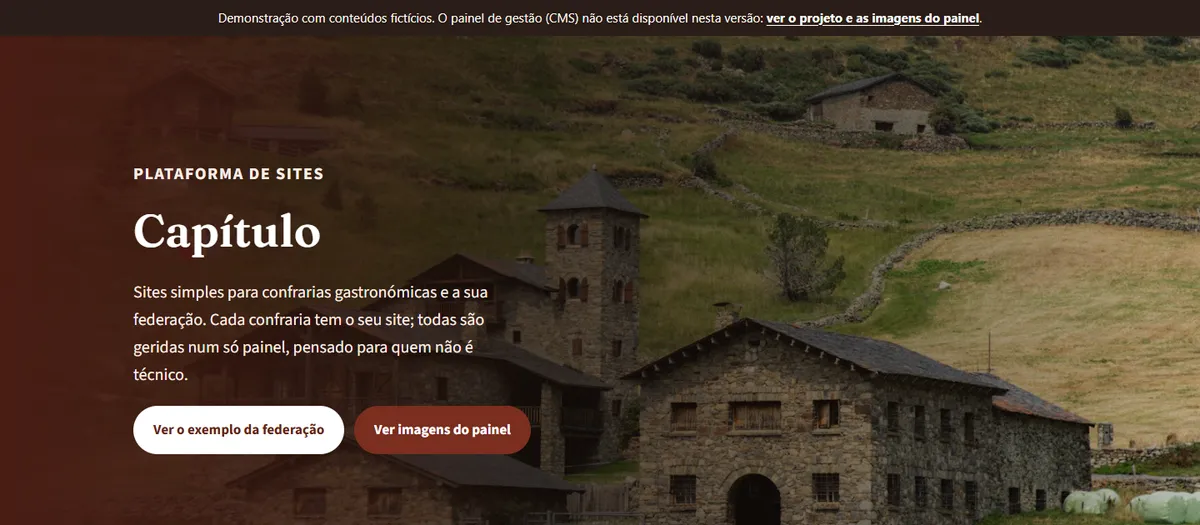 Demonstração com conteúdos fictícios. O painel de gestão (CMS) não está disponível nesta versão: ver o projeto e as imagens do painel.
PLATAFORMA DE SITES
Capítulo
Sites simples para confrarias gastronómicas e a sua
federação. Cada confraria tem o seu site; todas são
geridas num só painel, pensado para quem não é
técnico.
Ver o exemplo da federação
Ver imagens do painel